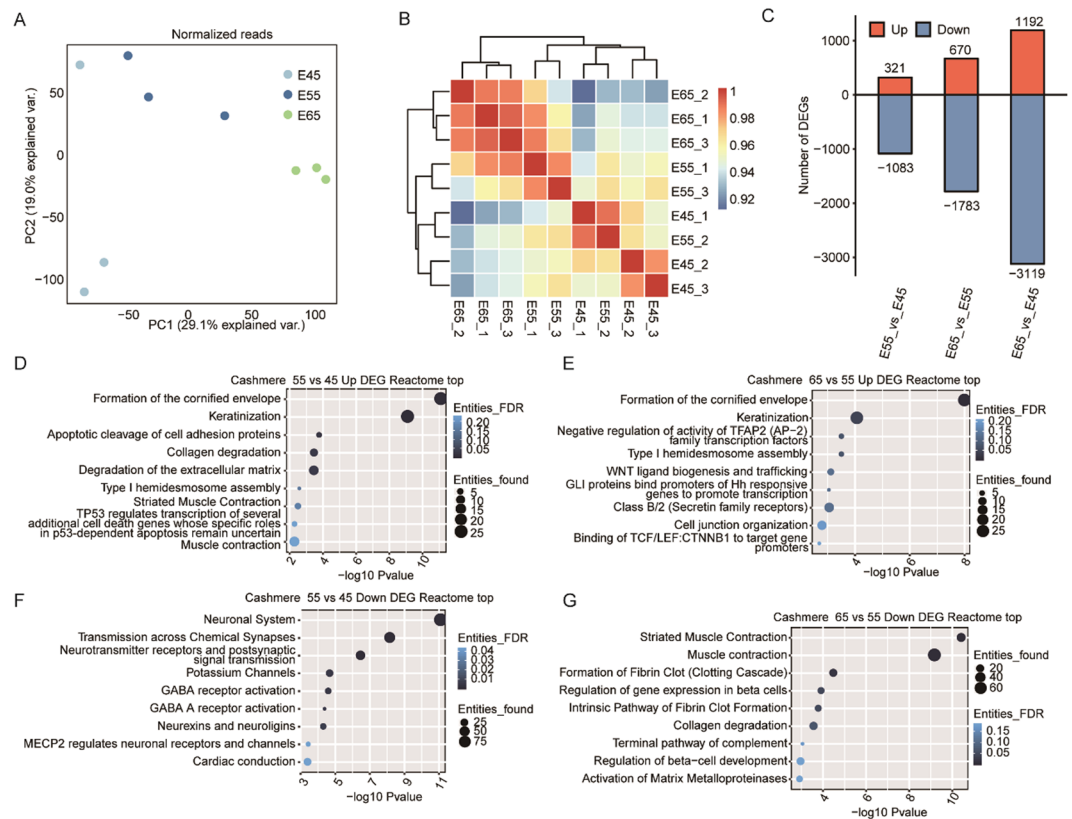 A
Normalized reads
E45
E55
E65
50
0
−50
−100
PC2 (19.0% explained var.)
−50
0
50
100
PC1 (29.1% explained var.)
B
E65_2
E65_1
E65_3
E55_1
E55_3
E45_1
E55_2
E45_2
E45_3
E65_2
E65_1
E65_3
E55_1
E55_3
E45_1
E55_2
E45_2
E45_3
1
0.98
0.96
0.94
0.92
C
Up
Down
1000
0
−1000
−2000
−3000
Number of DEGs
321
670
1192
−1083
−1783
−3119
E55_vs_E45
E65_vs_E55
E65_vs_E45
D
Cashmere 55 vs 45 Up DEG Reactome top
Formation of the cornified envelope
Keratinization
Apoptotic cleavage of cell adhesion proteins
Collagen degradation
Degradation of the extracellular matrix
Type I hemidesmosome assembly
Striated Muscle Contraction
TP53 regulates transcription of several
additional cell death genes whose specific roles
in p53-dependent apoptosis remain uncertain
Muscle contraction
2
4
6
8
10
−log10 Pvalue
Entities_FDR
0.20
0.15
0.10
0.05
Entities_found
5
10
15
20
25
E
Cashmere 65 vs 55 Up DEG Reactome top
Formation of the cornified envelope
Keratinization
Negative regulation of activity of TFAP2 (AP−2)
family transcription factors
Type I hemidesmosome assembly
WNT ligand biogenesis and trafficking
GLI proteins bind promoters of Hh responsive
genes to promote transcription
Class B/2 (Secretin family receptors)
Cell junction organization
Binding of TCF/LEF:CTNNB1 to target gene
promoters
4
6
8
−log10 Pvalue
Entities_FDR
0.20
0.15
0.10
0.05
Entities_found
5
10
15
20
25
F
Cashmere 55 vs 45 Down DEG Reactome top
Neuronal System
Transmission across Chemical Synapses
Neurotransmitter receptors and postsynaptic
signal transmission
Potassium Channels
GABA receptor activation
GABA A receptor activation
Neurexins and neuroligins
MECP2 regulates neuronal receptors and channels
Cardiac conduction
3
5
7
9
11
−log10 Pvalue
Entities_FDR
0.04
0.03
0.02
0.01
Entities_found
25
50
75
G
Cashmere 65 vs 55 Down DEG Reactome top
Striated Muscle Contraction
Muscle contraction
Formation of Fibrin Clot (Clotting Cascade)
Regulation of gene expression in beta cells
Intrinsic Pathway of Fibrin Clot Formation
Collagen degradation
Terminal pathway of complement
Regulation of beta−cell development
Activation of Matrix Metalloproteinases
4
6
8
10
−log10 Pvalue
Entities_found
20
40
60
Entities_FDR
0.15
0.10
0.05